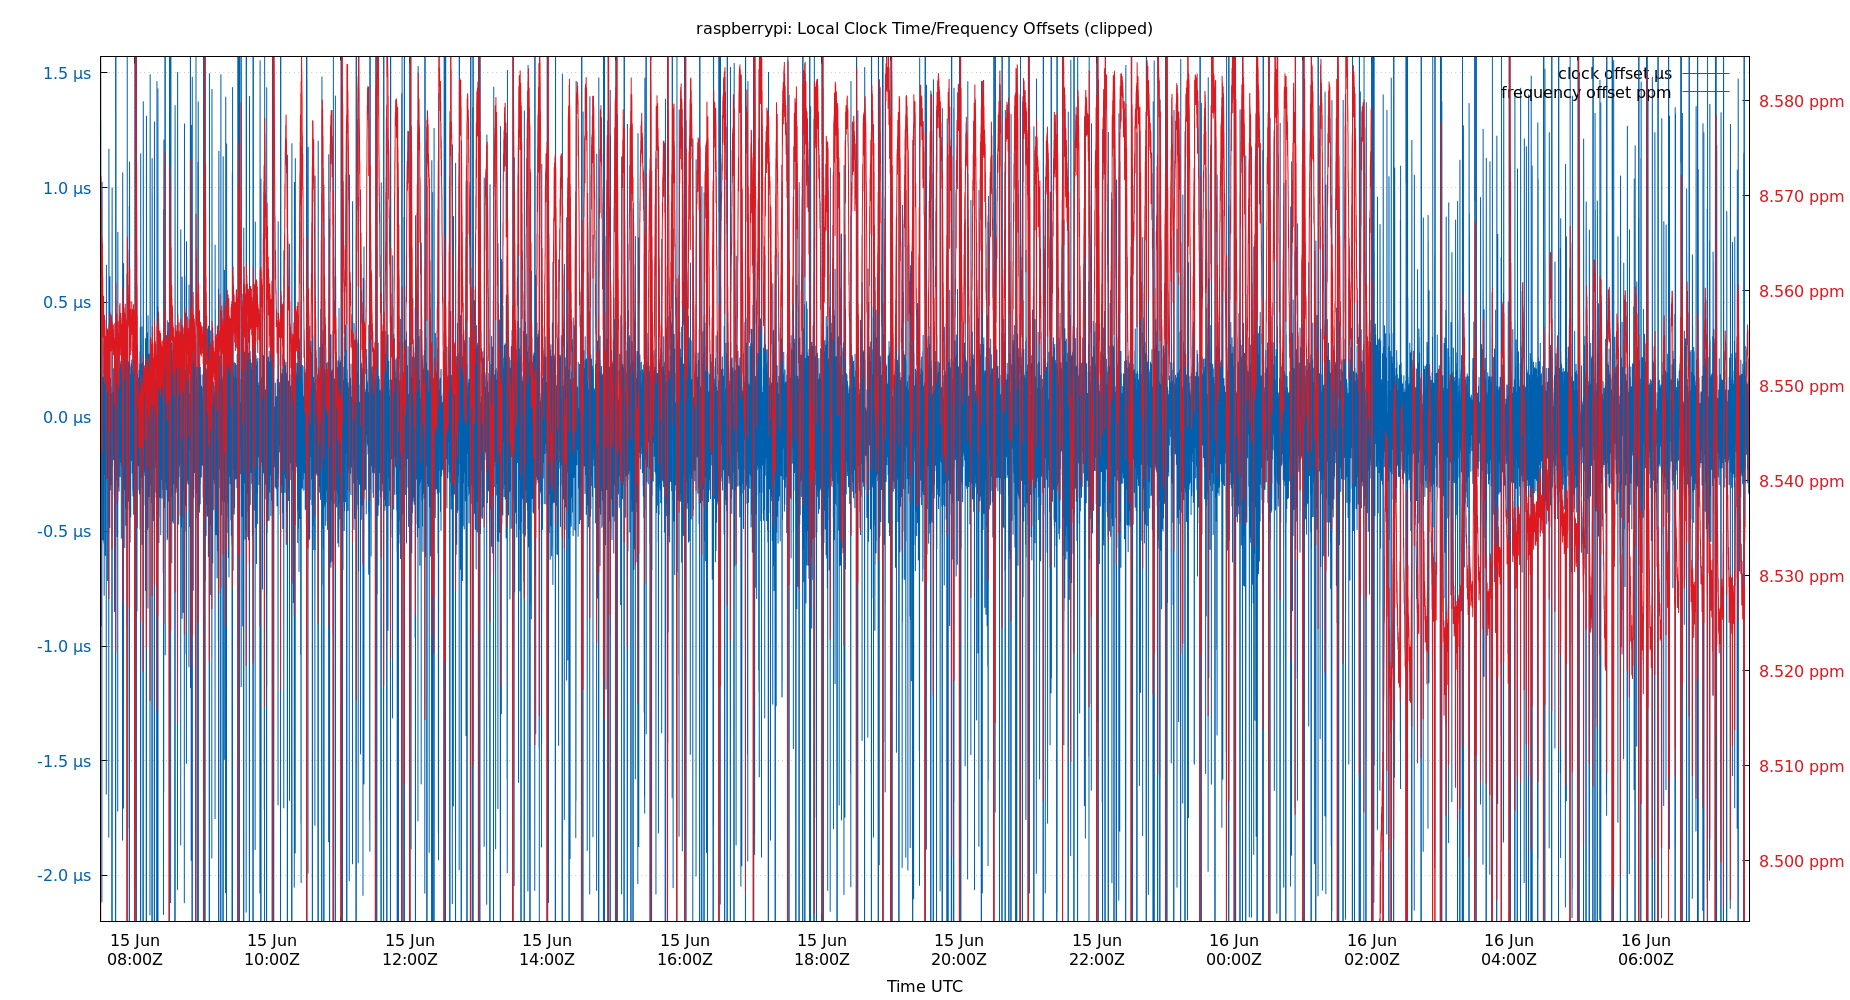 raspberrypi: Local Clock Time/Frequency Offsets (clipped)
clock offset µs
frequency offset ppm
1.5 µs
1.0 µs
0.5 µs
0.0 µs
-0.5 µs
-1.0 µs
-1.5 µs
-2.0 µs
8.580 ppm
8.570 ppm
8.560 ppm
8.550 ppm
8.540 ppm
8.530 ppm
8.520 ppm
8.510 ppm
8.500 ppm
15 Jun 15 Jun 15 Jun 15 Jun 15 Jun 15 Jun 15 Jun 15 Jun 16 Jun 16 Jun 16 Jun 16 Jun
08:00Z 10:00Z 12:00Z 14:00Z 16:00Z 18:00Z 20:00Z 22:00Z 00:00Z 02:00Z 04:00Z 06:00Z
Time UTC